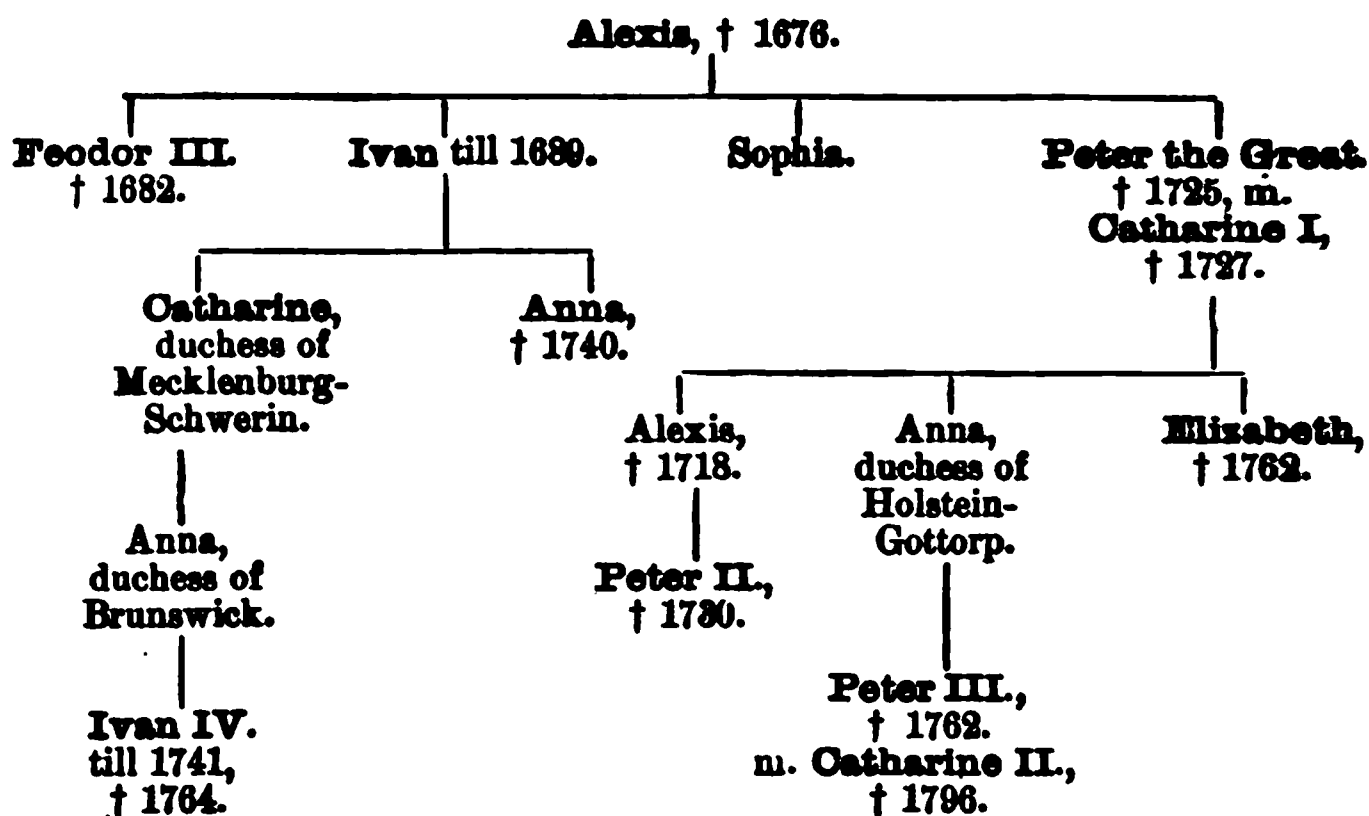 Alexis, † 1676.
Feodor III. Ivan till 1689. Sophia. Peter the Great.
† 1682. † 1725, m.
Catharine I,
† 1727.
Catharine, Anna,
duchess of † 1740.
Mecklenburg-
Schwerin.
Alexis, Anna, Elizabeth,
† 1718. duchess of † 1762.
Holstein-
Gottorp.
Anna,
duchess of
Brunswick.
Peter II.,
† 1730.
Peter III.,
† 1762.
m. Catharine II.,
† 1796.
Ivan IV.
till 1741,
† 1764.